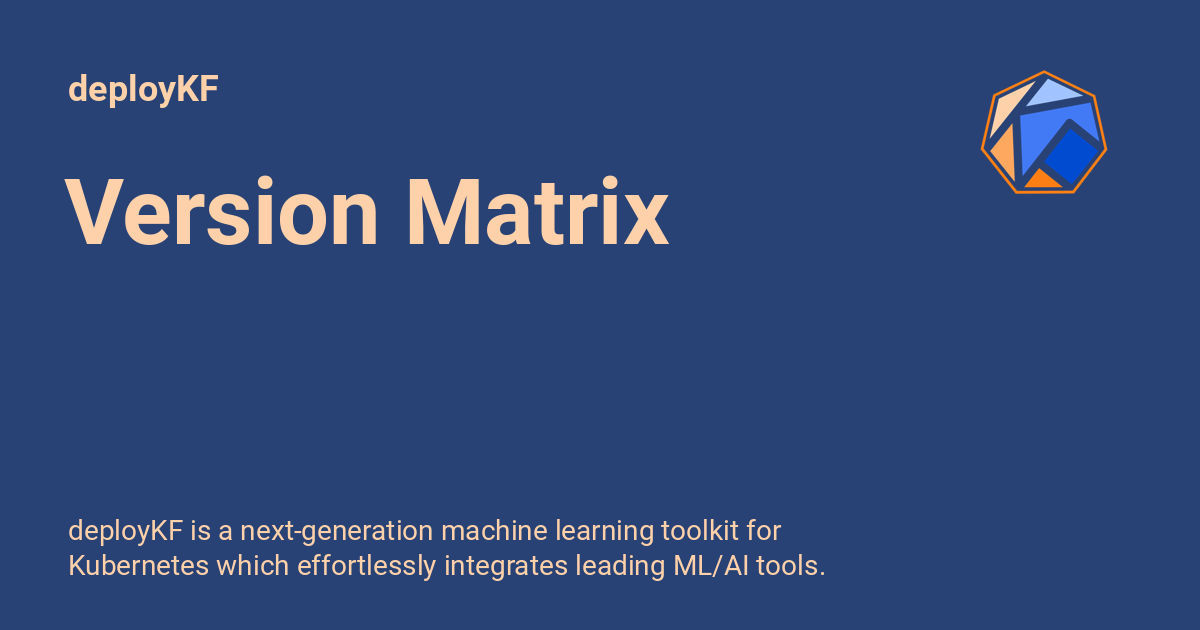 deployKF
Version Matrix
deployKF is a next-generation machine learning toolkit for
Kubernetes which effortlessly integrates leading ML/AI tools.